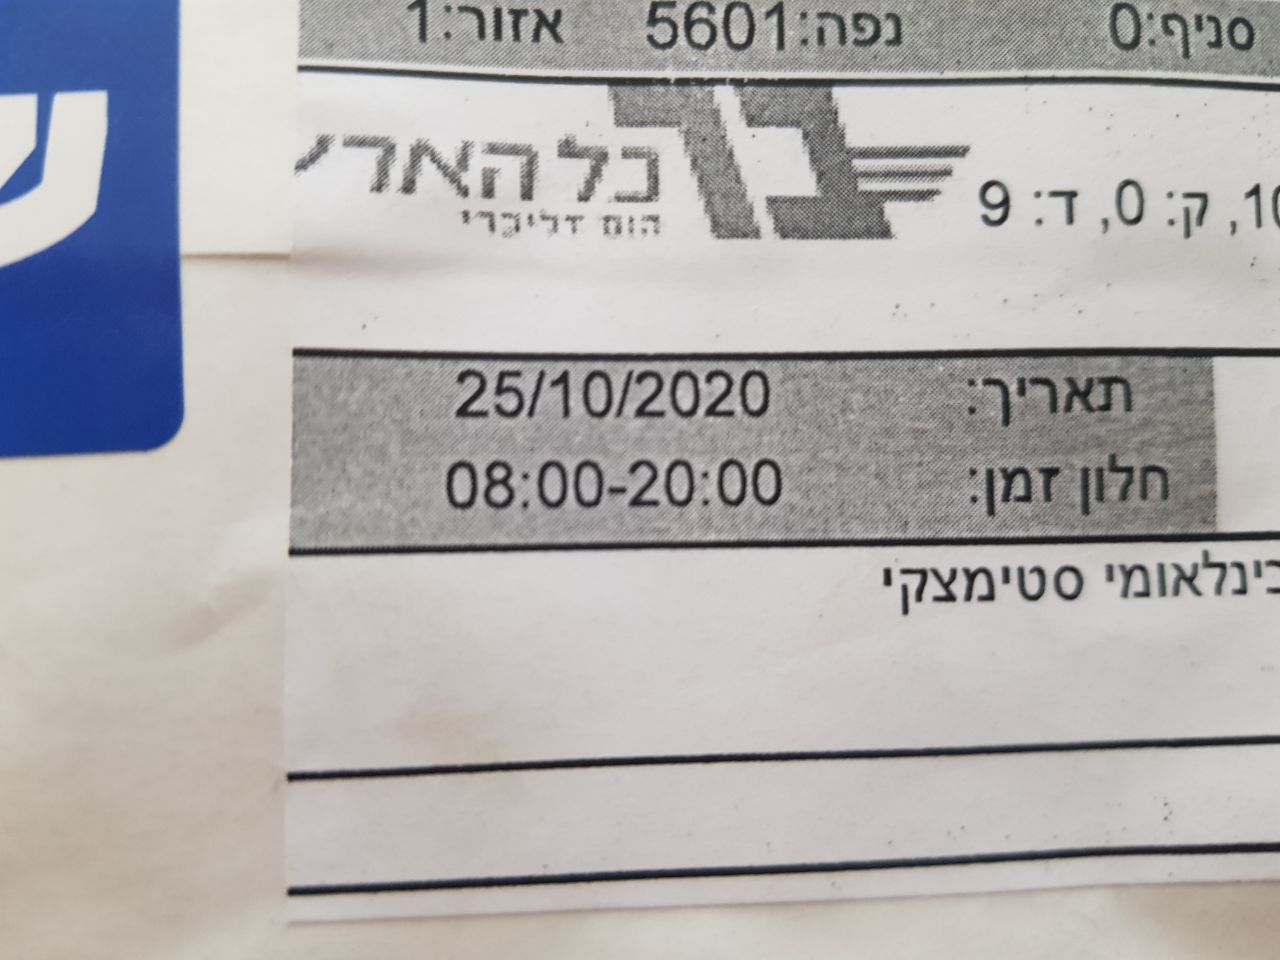 סניף:0 נפה:5601 אזור:1
ק: 0, ד: 9
כל הארץ
הום דליברי
תאריך: 25/10/2020
חלון זמן: 08:00-20:00
בינלאומי סטימצקי